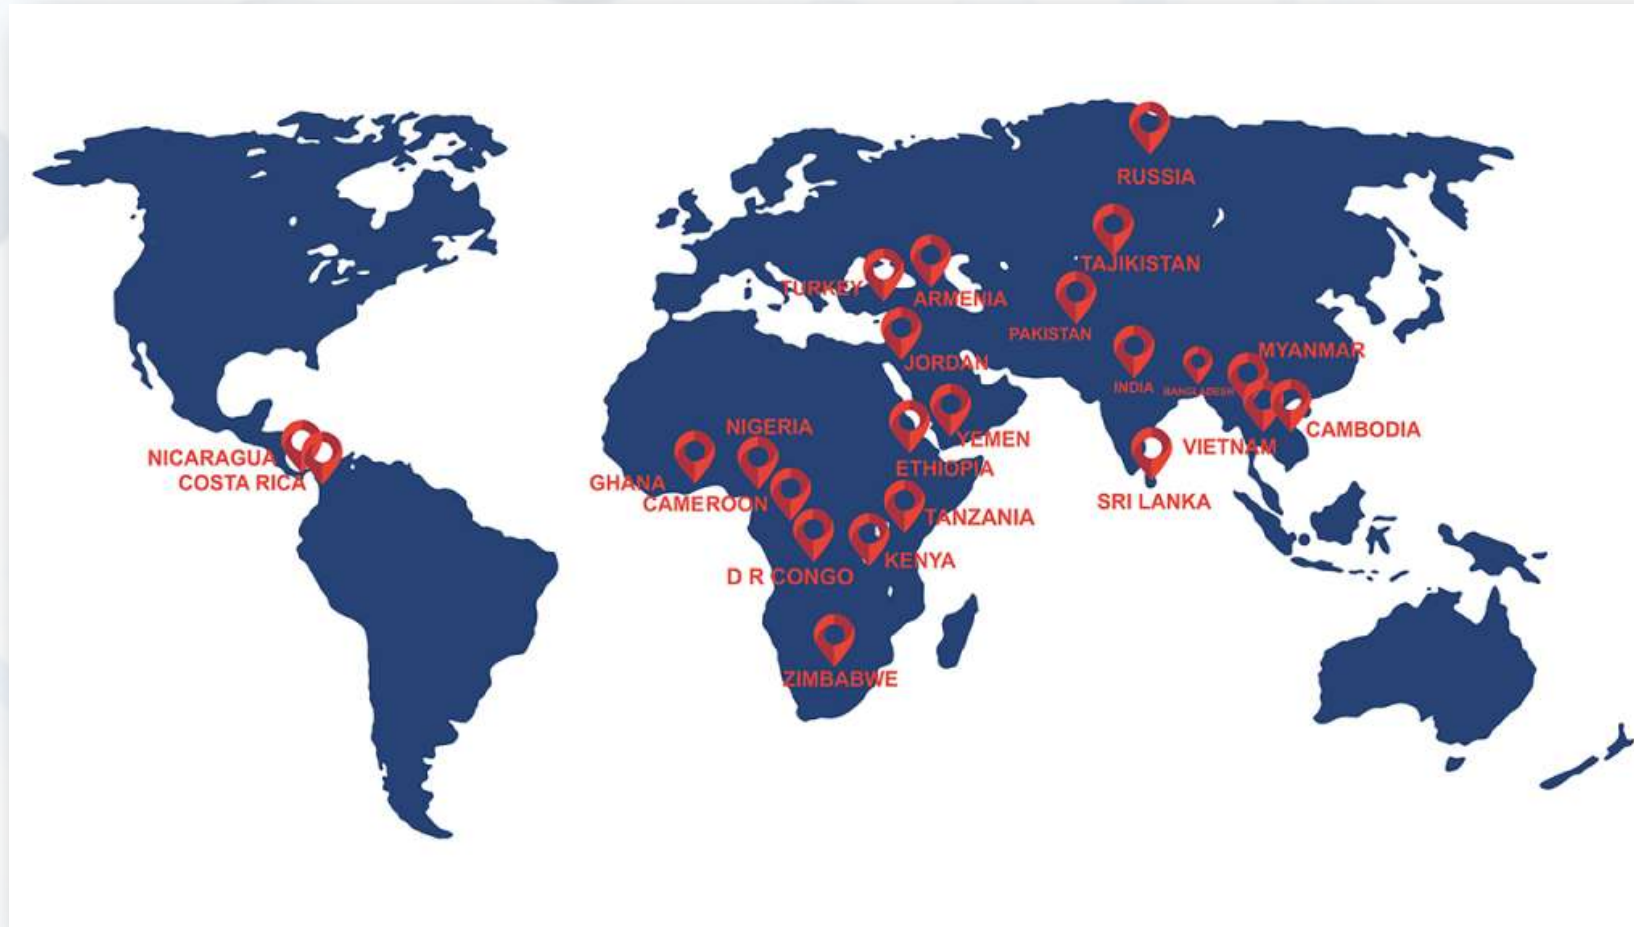 RUSSIA
TAJIKISTAN
TURKEY
ARMENIA
PAKISTAN
JORDAN
MYANMAR
INDIA
BANGLADESH
NIGERIA
YEMEN
CAMBODIA
VIETNAM
NICARAGUA
ETHIOPIA
COSTA RICA
GHANA
CAMEROON
SRI LANKA
TANZANIA
KENYA
D R CONGO
ZIMBABWE